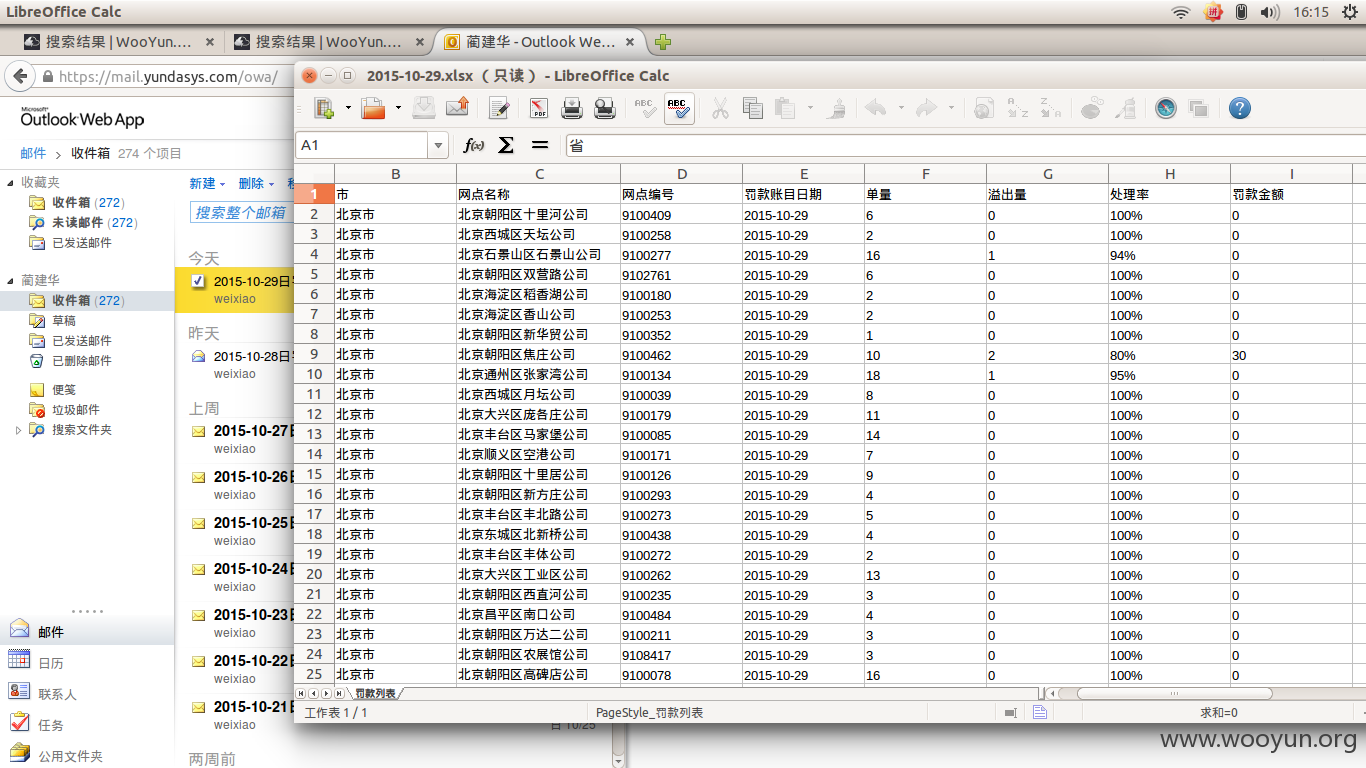 LibreOffice Calc
16:15
搜索结果 | WooYun....
搜索结果 | WooYun....
蔺建华 - Outlook We...
https://mail.yundasys.com/owa/
2015-10-29.xlsx （只读） - LibreOffice Calc
Microsoft
Outlook Web App
A1
省
邮件 › 收件箱 274 个项目
收藏夹
收件箱 (272)
未读邮件 (272)
已发送邮件
蔺建华
收件箱 (272)
草稿
已发送邮件
已删除邮件
便笺
垃圾邮件
搜索文件夹
邮件
日历
联系人
任务
公用文件夹
新建 删除
搜索整个邮箱
今天
2015-10-29日
weixiao
昨天
2015-10-28日
weixiao
上周
2015-10-27日
weixiao
2015-10-26日
weixiao
2015-10-25日
weixiao
2015-10-24日
weixiao
2015-10-23日
weixiao
2015-10-22日
weixiao
2015-10-21日
weixiao
日 10/25
两周前
B C D E F G H I
1 市 网点名称 网点编号 罚款账目日期 单量 溢出量 处理率 罚款金额
2 北京市 北京朝阳区十里河公司 9100409 2015-10-29 6 0 100% 0
3 北京市 北京西城区天坛公司 9100258 2015-10-29 2 0 100% 0
4 北京市 北京石景山区石景山公司 9100277 2015-10-29 16 1 94% 0
5 北京市 北京朝阳区双营路公司 9102761 2015-10-29 6 0 100% 0
6 北京市 北京海淀区稻香湖公司 9100180 2015-10-29 2 0 100% 0
7 北京市 北京海淀区香山公司 9100253 2015-10-29 2 0 100% 0
8 北京市 北京朝阳区新华贸公司 9100352 2015-10-29 1 0 100% 0
9 北京市 北京朝阳区焦庄公司 9100462 2015-10-29 10 2 80% 30
10 北京市 北京通州区张家湾公司 9100134 2015-10-29 18 1 95% 0
11 北京市 北京西城区月坛公司 9100039 2015-10-29 8 0 100% 0
12 北京市 北京大兴区庞各庄公司 9100179 2015-10-29 11 0 100% 0
13 北京市 北京丰台区马家堡公司 9100085 2015-10-29 14 0 100% 0
14 北京市 北京顺义区空港公司 9100171 2015-10-29 7 0 100% 0
15 北京市 北京朝阳区十里居公司 9100126 2015-10-29 9 0 100% 0
16 北京市 北京朝阳区新方庄公司 9100293 2015-10-29 4 0 100% 0
17 北京市 北京丰台区丰北路公司 9100273 2015-10-29 5 0 100% 0
18 北京市 北京东城区北新桥公司 9100438 2015-10-29 4 0 100% 0
19 北京市 北京丰台区丰体公司 9100272 2015-10-29 2 0 100% 0
20 北京市 北京大兴区工业区公司 9100262 2015-10-29 13 0 100% 0
21 北京市 北京朝阳区西直河公司 9100235 2015-10-29 3 0 100% 0
22 北京市 北京昌平区南口公司 9100484 2015-10-29 4 0 100% 0
23 北京市 北京朝阳区万达二公司 9100211 2015-10-29 3 0 100% 0
24 北京市 北京朝阳区农展馆公司 9108417 2015-10-29 3 0 100% 0
25 北京市 北京朝阳区高碑店公司 9100078 2015-10-29 16 0 100% 0
罚款列表
工作表 1 / 1 PageStyle_罚款列表 求和=0
www.wooyun.org